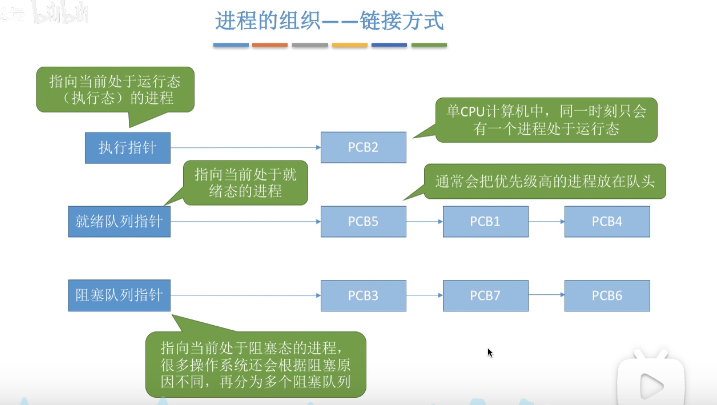 bilibili
进程的组织——链接方式
指向当前处于运行态
（执行态）的进程
单CPU计算机中，同一时刻只会
有一个进程处于运行态
执行指针
PCB2
指向当前处于就
绪态的进程
通常会把优先级高的进程放在队头
就绪队列指针
PCB5
PCB1
PCB4
阻塞队列指针
PCB3
PCB7
PCB6
指向当前处于阻塞态的进程，
很多操作系统还会根据阻塞原
因不同，再分为多个阻塞队列